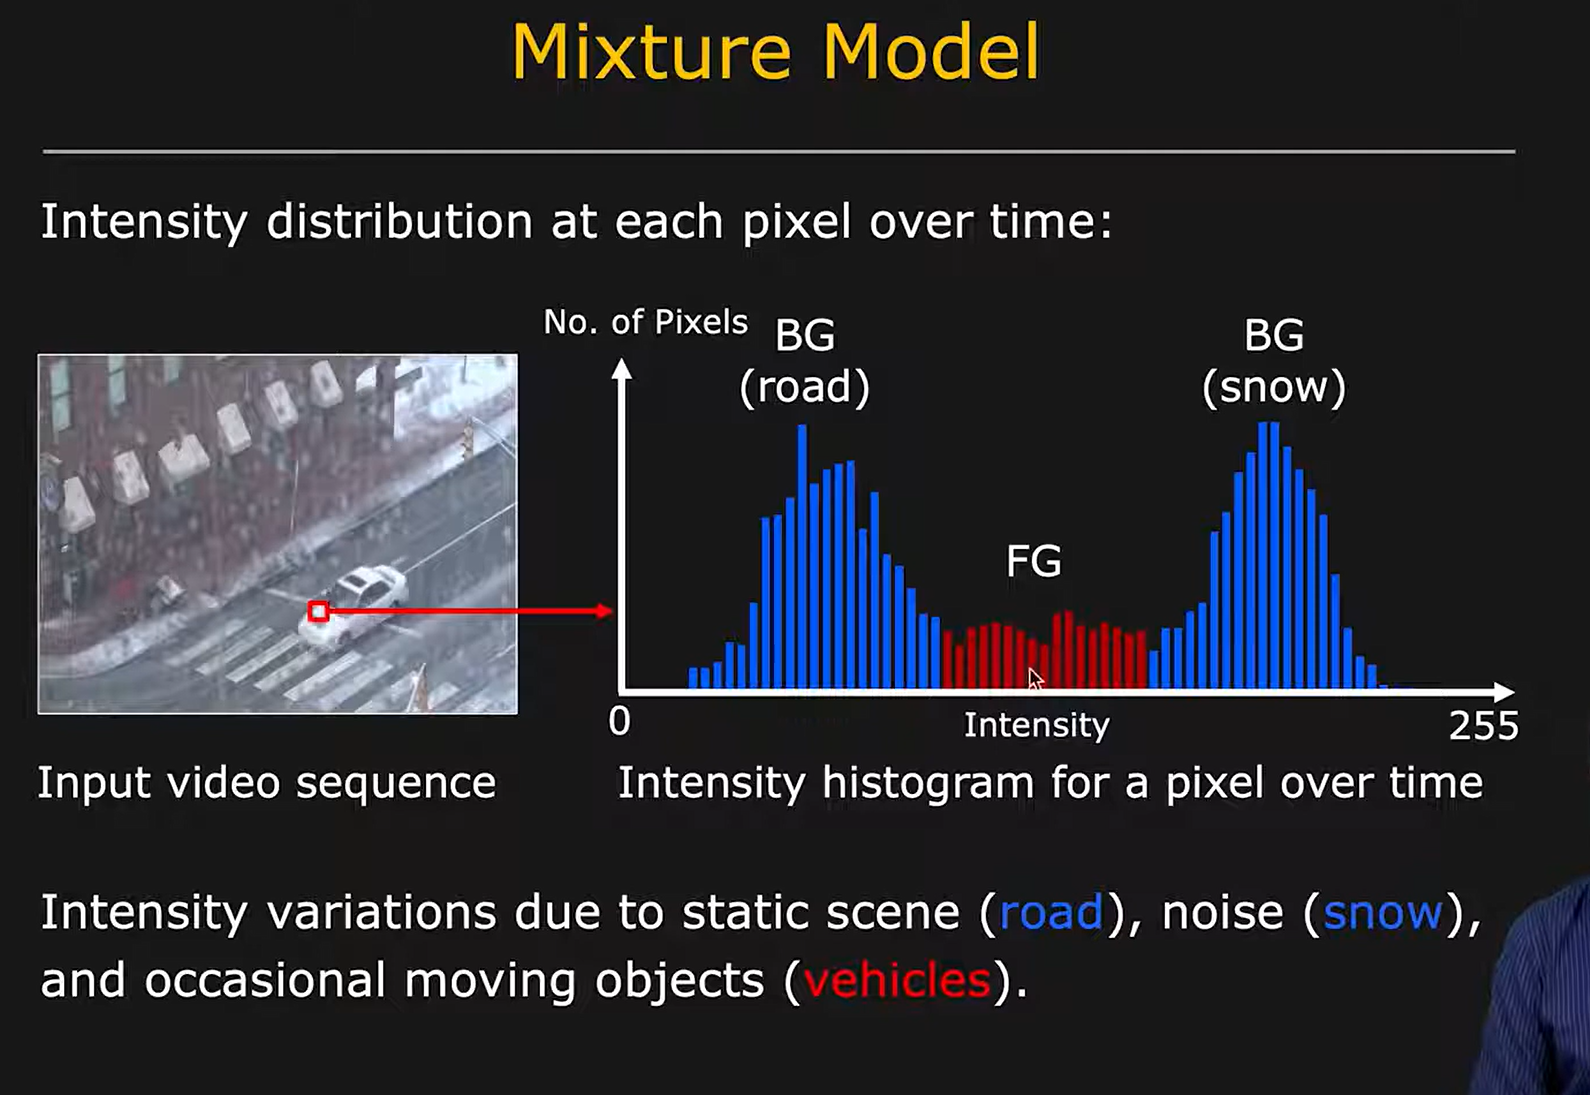 Mixture Model
Intensity distribution at each pixel over time:
No. of Pixels
BG
(road)
BG
(snow)
FG
0
Intensity
255
Input video sequence
Intensity histogram for a pixel over time
Intensity variations due to static scene (road), noise (snow),
and occasional moving objects (vehicles).